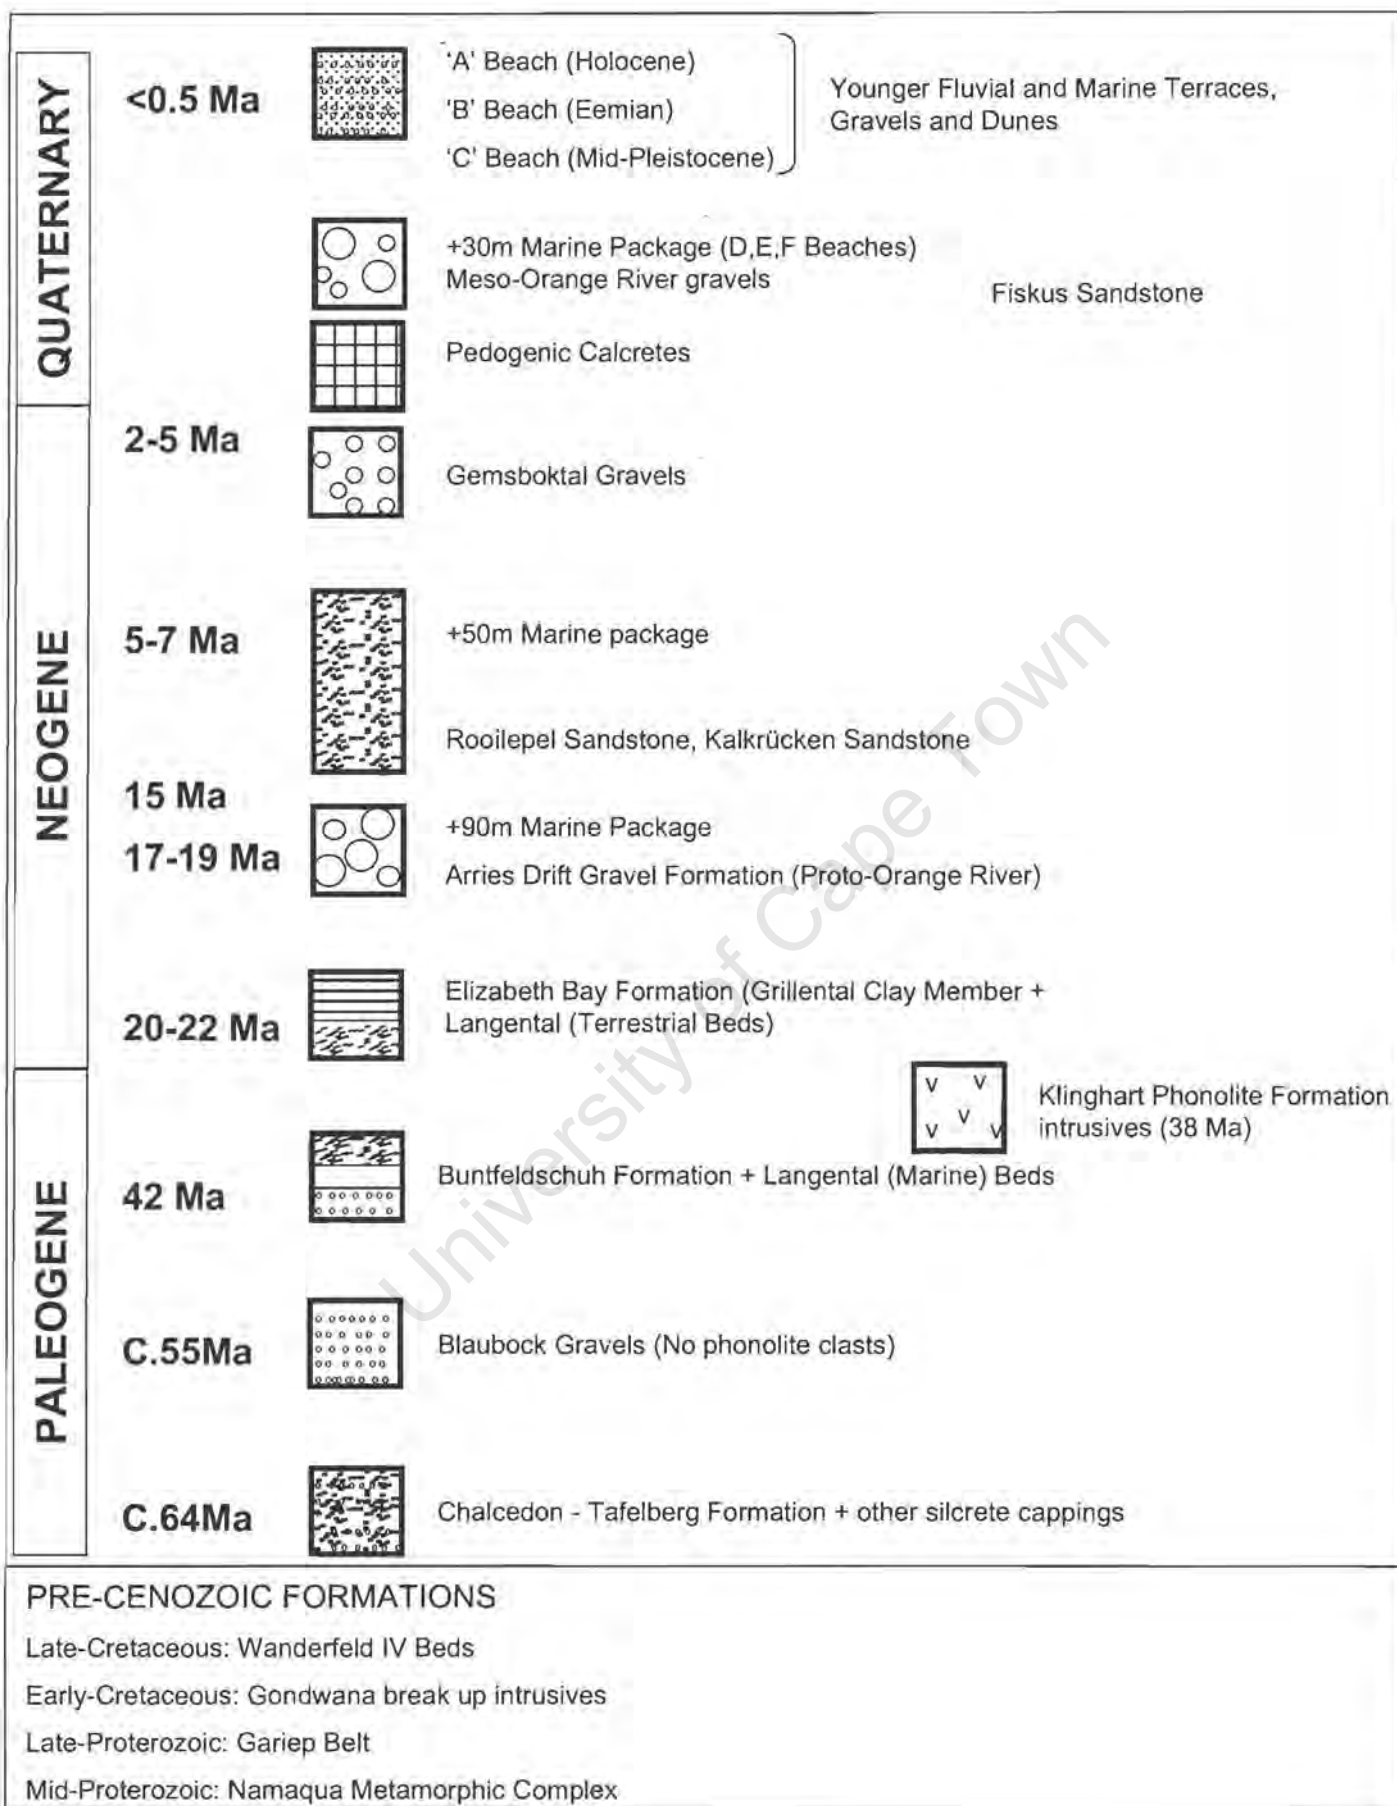 QUATERNARY
<0.5 Ma
'A' Beach (Holocene)
'B' Beach (Eemian)
'C' Beach (Mid-Pleistocene)
Younger Fluvial and Marine Terraces,
Gravels and Dunes
+30m Marine Package (D,E,F Beaches)
Meso-Orange River gravels
Fiskus Sandstone
Pedogenic Calcretes
NEOGENE
2-5 Ma
Gemsboktal Gravels
5-7 Ma
+50m Marine package
Rooilepel Sandstone, Kalkrücken Sandstone
15 Ma
17-19 Ma
+90m Marine Package
Arries Drift Gravel Formation (Proto-Orange River)
20-22 Ma
Elizabeth Bay Formation (Grillental Clay Member +
Langental (Terrestrial Beds)
PALEOGENE
v v
v
v v
Klinghart Phonolite Formation
intrusives (38 Ma)
42 Ma
Buntfeldschuh Formation + Langental (Marine) Beds
C.55Ma
Blaubock Gravels (No phonolite clasts)
C.64Ma
Chalcedon - Tafelberg Formation + other silcrete cappings
PRE-CENOZOIC FORMATIONS
Late-Cretaceous: Wanderfeld IV Beds
Early-Cretaceous: Gondwana break up intrusives
Late-Proterozoic: Gariep Belt
Mid-Proterozoic: Namaqua Metamorphic Complex
University of Cape Town